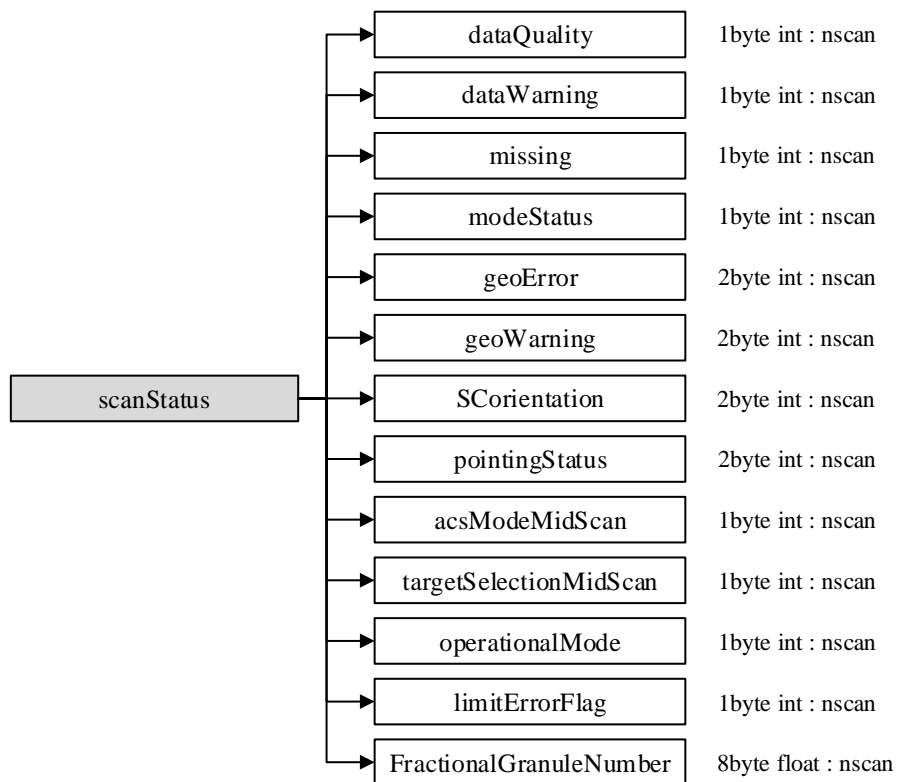 dataQuality 1byte int : nscan
dataWarning 1byte int : nscan
missing 1byte int : nscan
modeStatus 1byte int : nscan
geoError 2byte int : nscan
geoWarning 2byte int : nscan
scanStatus SCorientation 2byte int : nscan
pointingStatus 2byte int : nscan
acsModeMidScan 1byte int : nscan
targetSelectionMidScan 1byte int : nscan
operationalMode 1byte int : nscan
limitErrorFlag 1byte int : nscan
FractionalGranuleNumber 8byte float : nscan